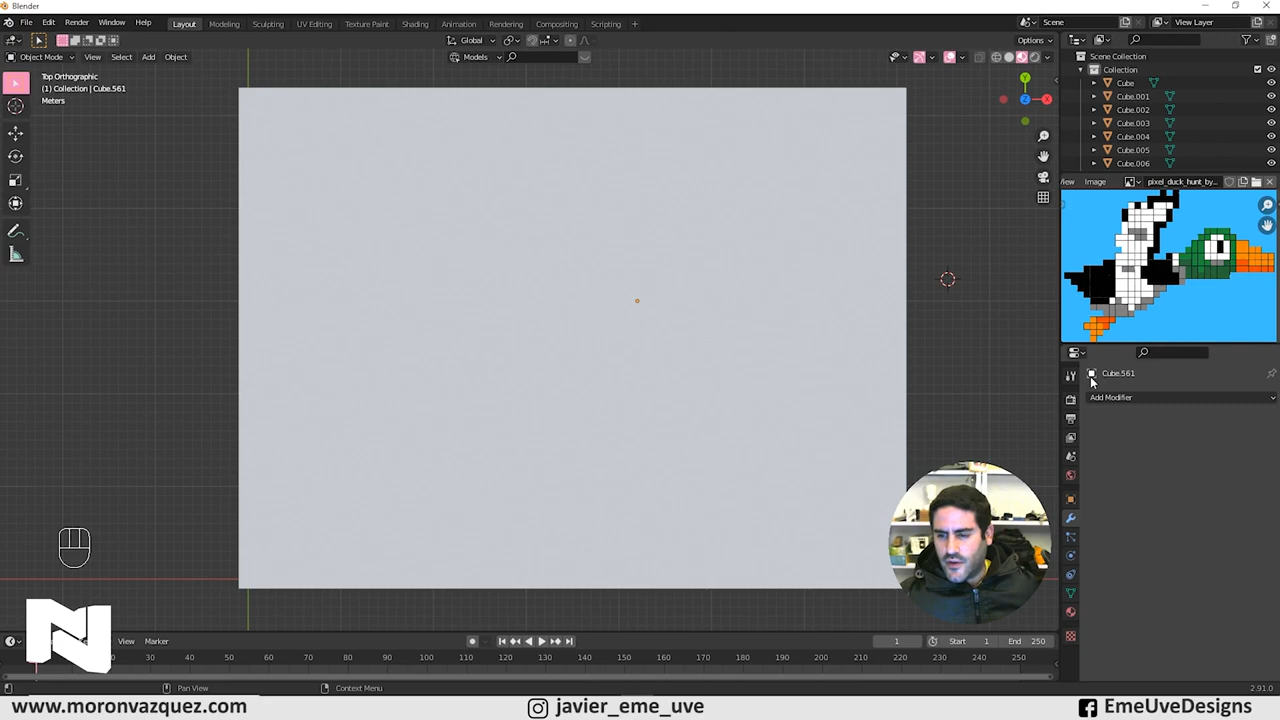 Blender
File Edit Render Window Help Layout Modeling Sculpting UV Editing Texture Paint Shading Animation Rendering Compositing Scripting + Scene View Layer
Global Options
Object Mode View Select Add Object Models
Top Orthographic
(1) Collection | Cube.561
Meters
Y
Z X
Scene Collection
Collection
Cube
Cube.001
Cube.002
Cube.003
Cube.004
Cube.005
Cube.006
View Image pixel_duck_hunt_by...
Cube.561
Add Modifier
N
View Marker 1 Start 1 End 250
30 40 50 60 70 80 90 100 110 120 130 140 150 160 170 180 190 200 210 220 230 240 250
Pan View Context Menu 2.91.0
www.moronvazquez.com javier_eme_uve EmeUveDesigns